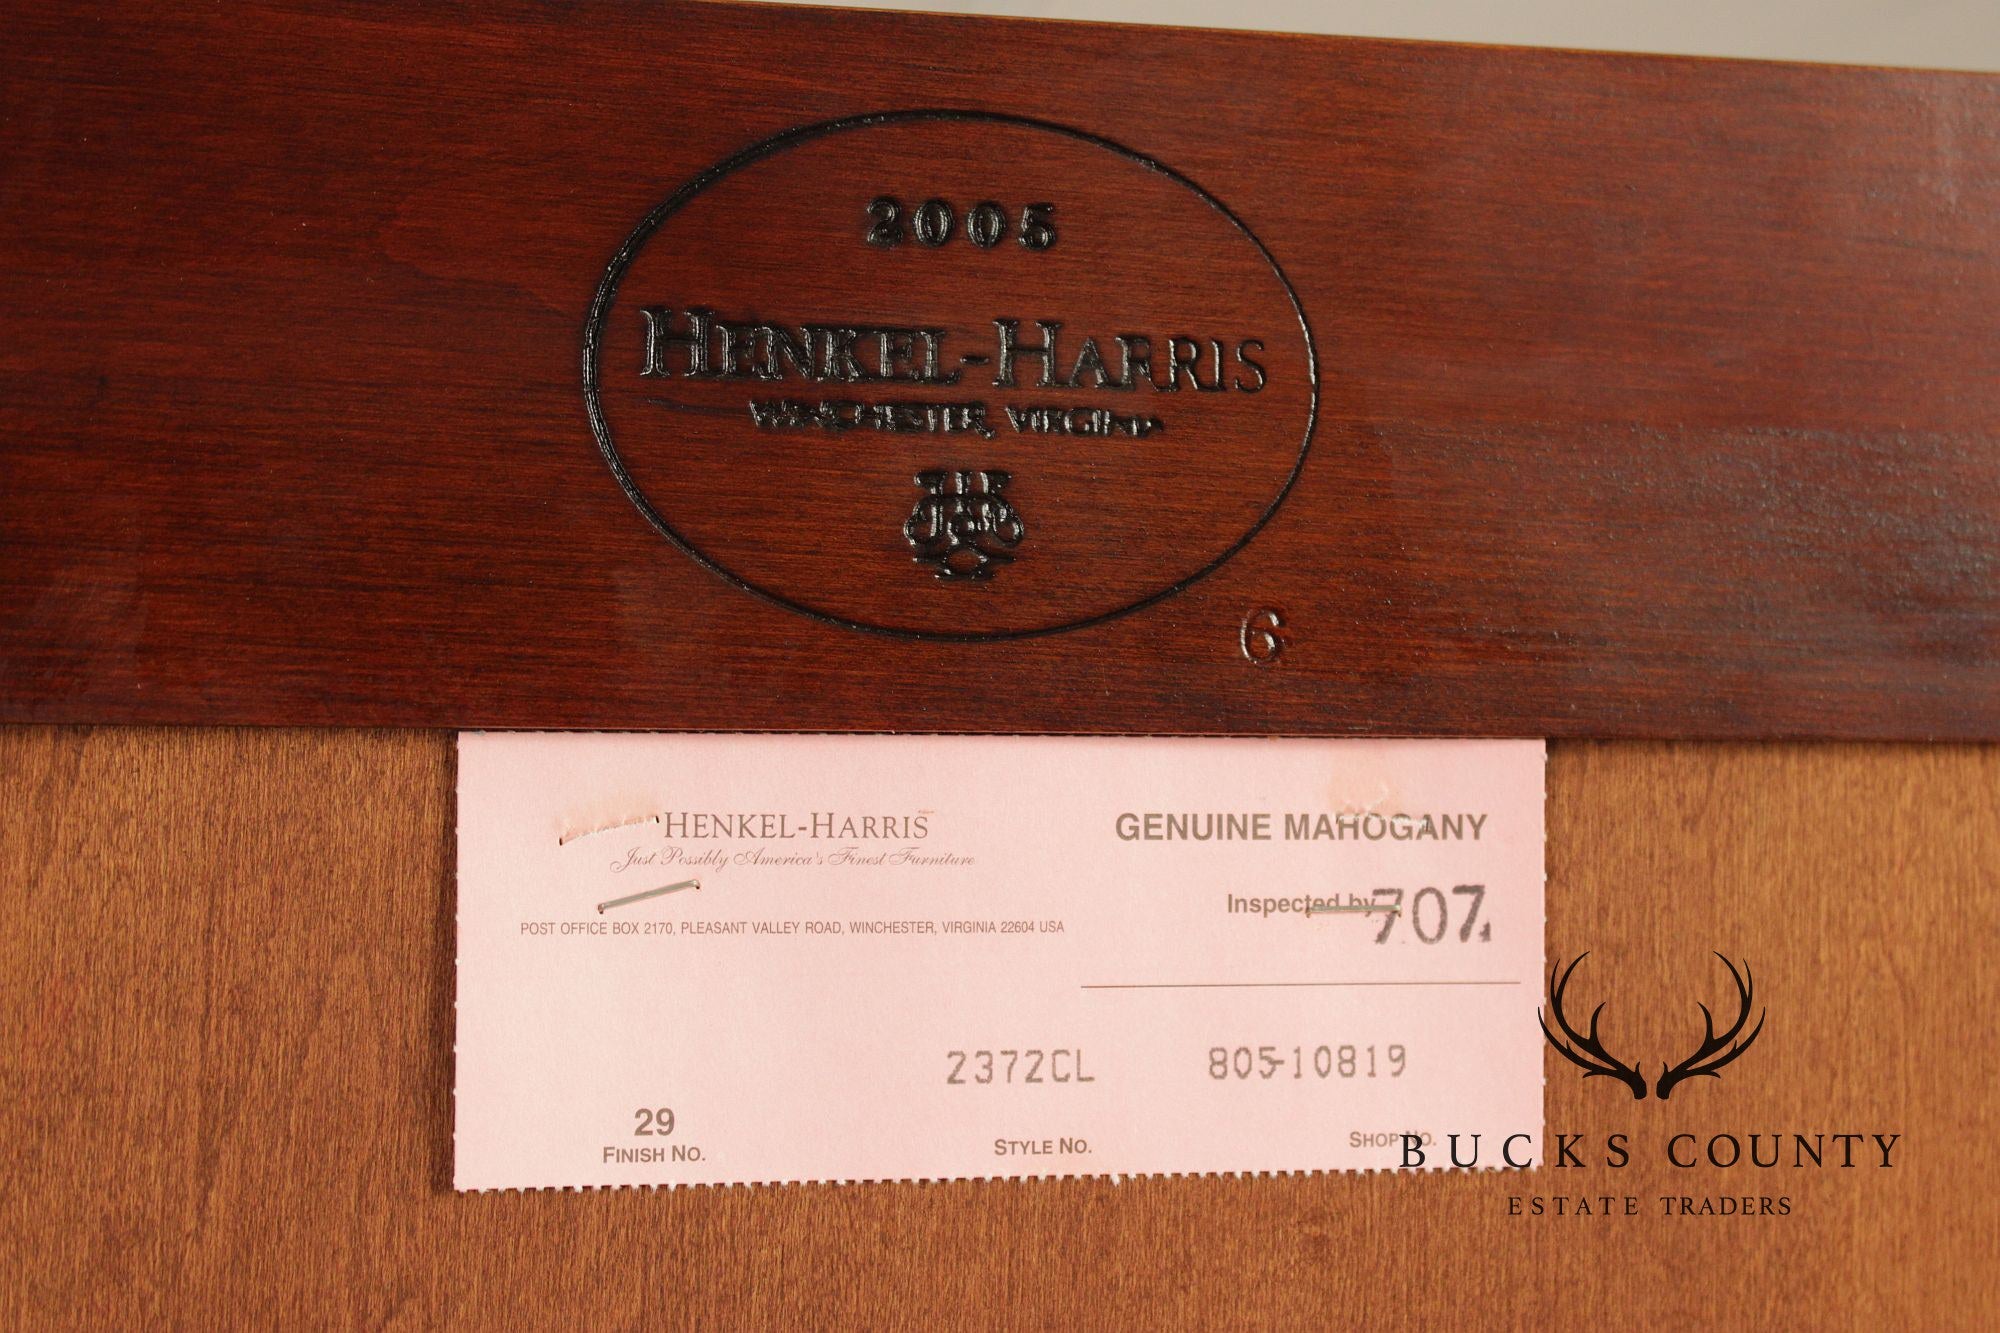 2005
HENKEL-HARRIS
WINCHESTER, VIRGINIA
6
HENKEL-HARRIS
Just Possibly America's Finest Furniture
POST OFFICE BOX 2170, PLEASANT VALLEY ROAD, WINCHESTER, VIRGINIA 22604 USA
GENUINE MAHOGANY
Inspected by 707
2372CL
805-10819
29
FINISH NO.
STYLE NO.
SHOP NO.
BUCKS COUNTY
ESTATE TRADERS